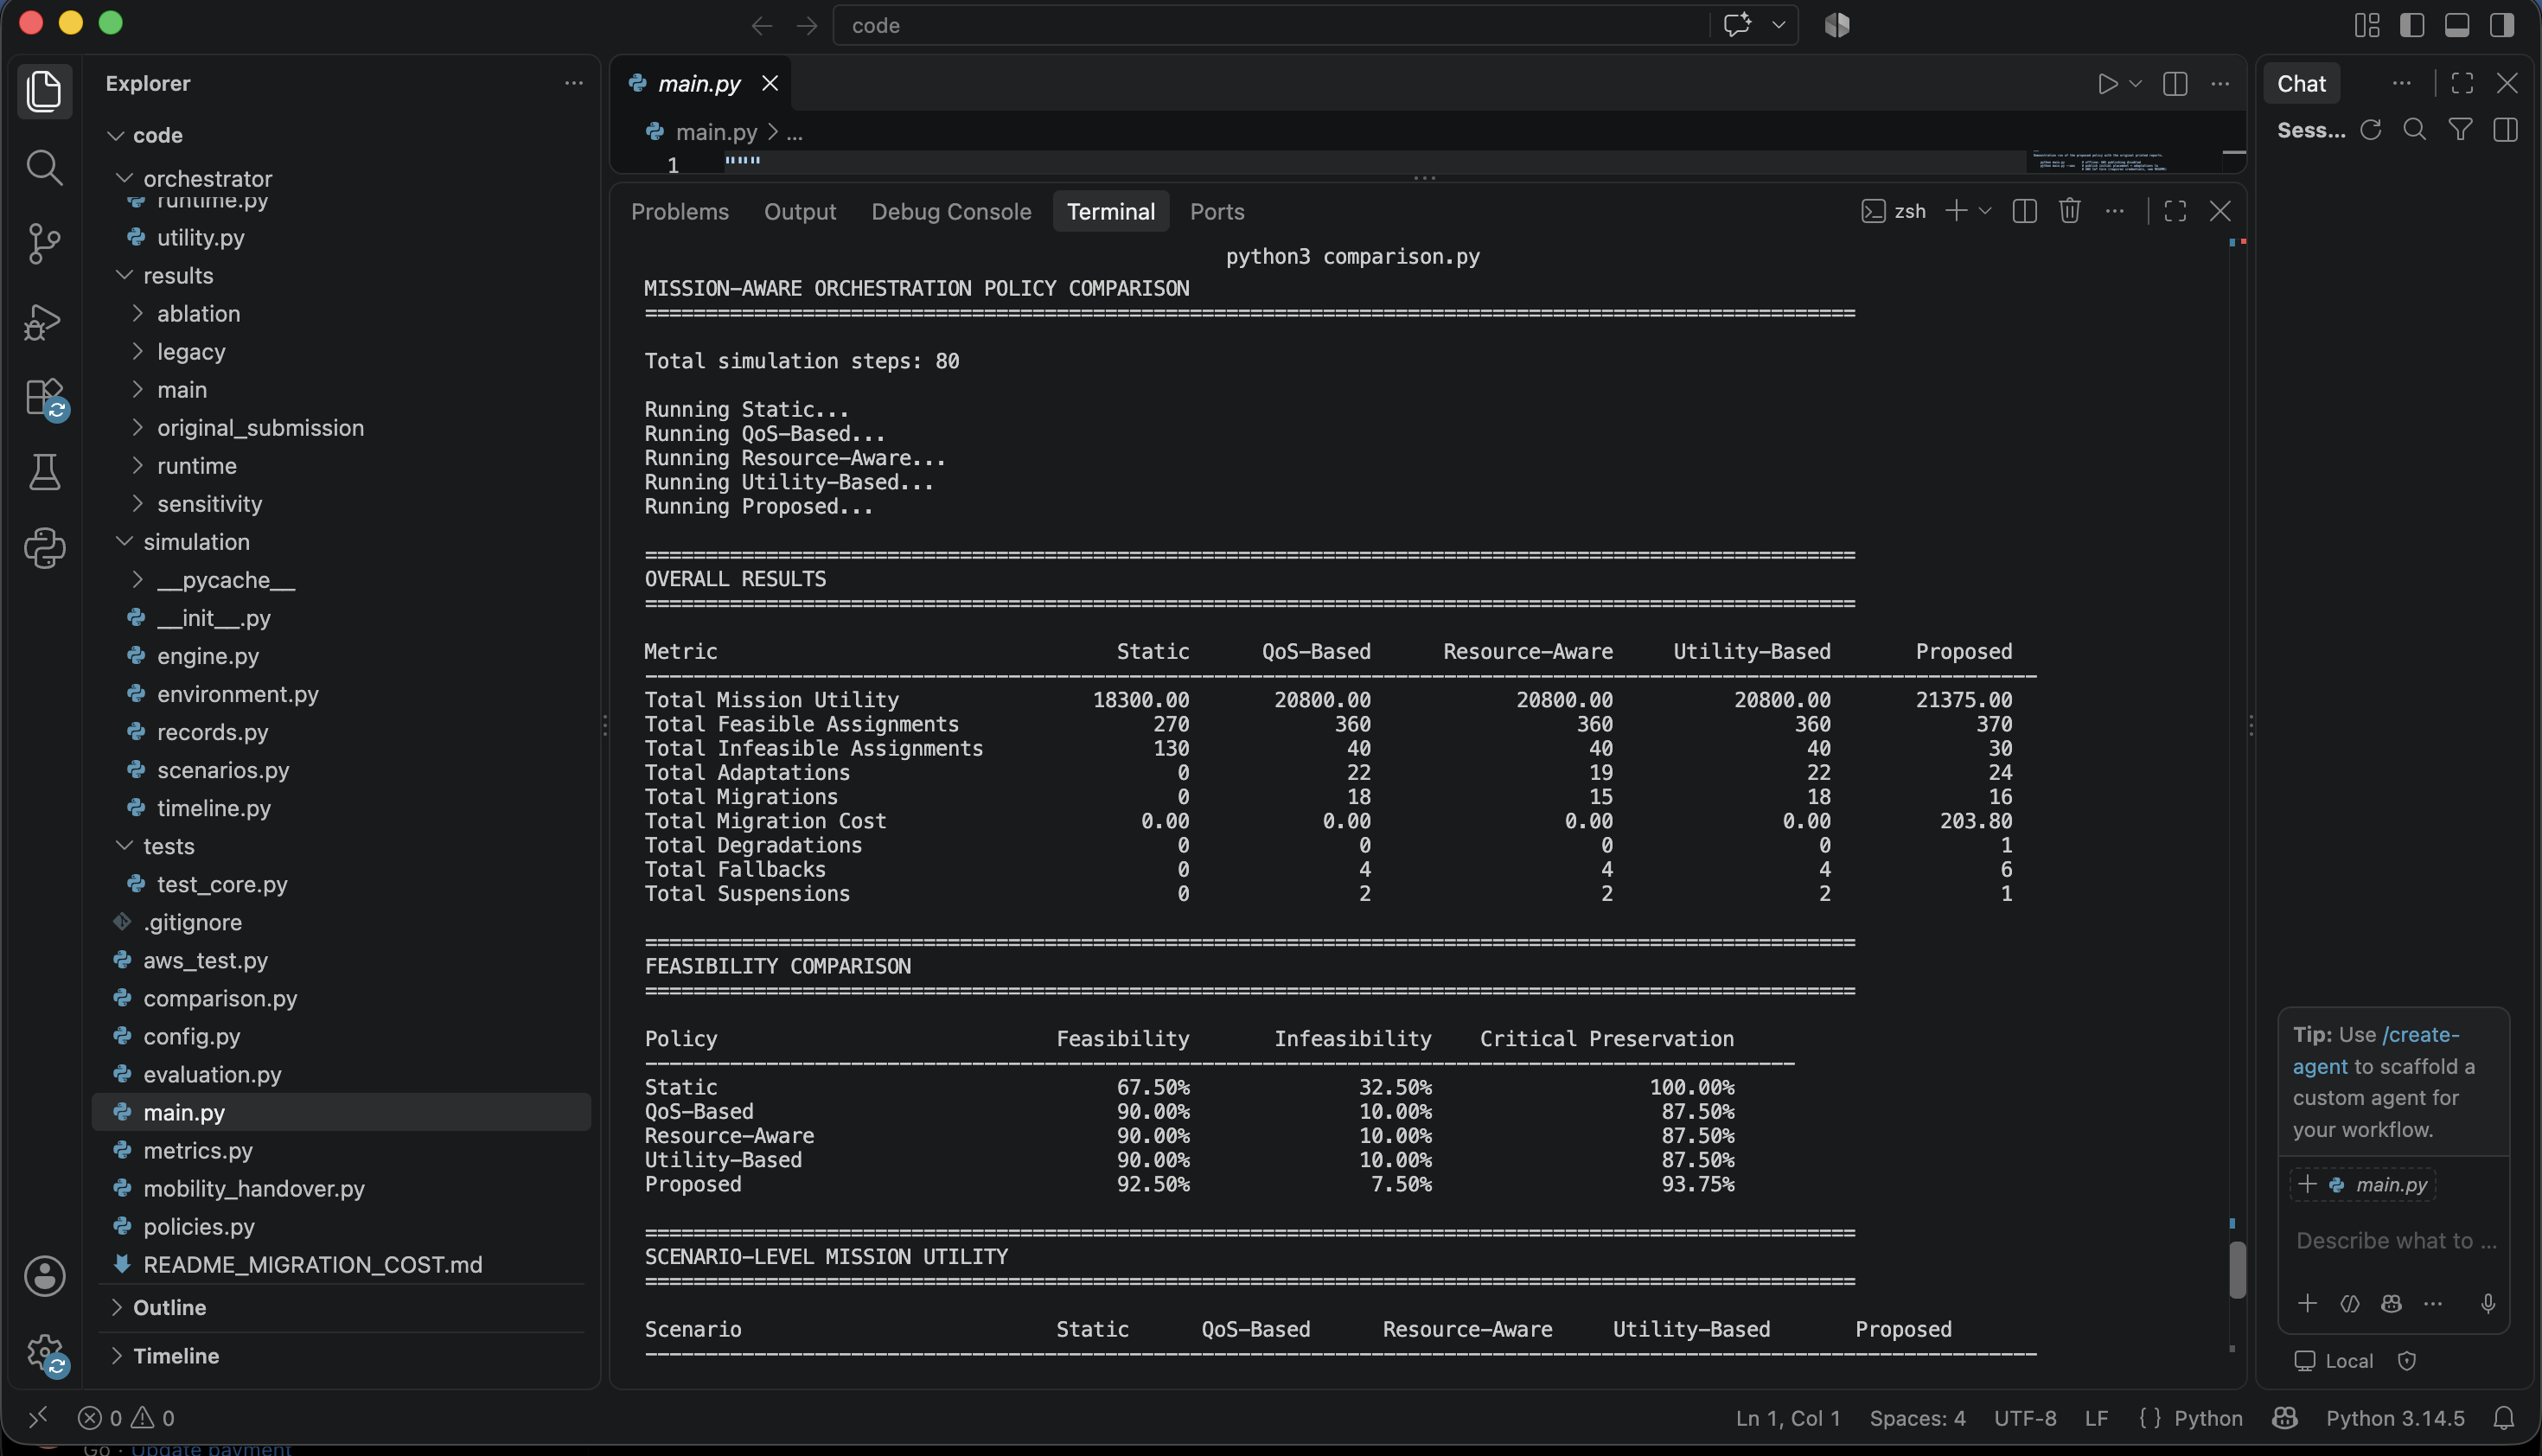 code
Explorer
code
orchestrator
runtime.py
utility.py
results
ablation
legacy
main
original_submission
runtime
sensitivity
simulation
__pycache__
__init__.py
engine.py
environment.py
records.py
scenarios.py
timeline.py
tests
test_core.py
.gitignore
aws_test.py
comparison.py
config.py
evaluation.py
main.py
metrics.py
mobility_handover.py
policies.py
README_MIGRATION_COST.md
Outline
Timeline
main.py
main.py > ...
1 """
Problems Output Debug Console Terminal Ports
zsh
python3 comparison.py
MISSION-AWARE ORCHESTRATION POLICY COMPARISON
====================================================================================================
Total simulation steps: 80
Running Static...
Running QoS-Based...
Running Resource-Aware...
Running Utility-Based...
Running Proposed...
====================================================================================================
OVERALL RESULTS
====================================================================================================
Metric Static QoS-Based Resource-Aware Utility-Based Proposed
-------------------------------------------------------------------------------------------------------------------
Total Mission Utility 18300.00 20800.00 20800.00 20800.00 21375.00
Total Feasible Assignments 270 360 360 360 370
Total Infeasible Assignments 130 40 40 40 30
Total Adaptations 0 22 19 22 24
Total Migrations 0 18 15 18 16
Total Migration Cost 0.00 0.00 0.00 0.00 203.80
Total Degradations 0 0 0 0 1
Total Fallbacks 0 4 4 4 6
Total Suspensions 0 2 2 2 1
====================================================================================================
FEASIBILITY COMPARISON
====================================================================================================
Policy Feasibility Infeasibility Critical Preservation
-----------------------------------------------------------------------------------------------
Static 67.50% 32.50% 100.00%
QoS-Based 90.00% 10.00% 87.50%
Resource-Aware 90.00% 10.00% 87.50%
Utility-Based 90.00% 10.00% 87.50%
Proposed 92.50% 7.50% 93.75%
====================================================================================================
SCENARIO-LEVEL MISSION UTILITY
====================================================================================================
Scenario Static QoS-Based Resource-Aware Utility-Based Proposed
-------------------------------------------------------------------------------------------------------------------
Chat
Sess...
Tip: Use /create-
agent to scaffold a
custom agent for
your workflow.
main.py
Describe what to ...
Local
0 0
Ln 1, Col 1 Spaces: 4 UTF-8 LF {} Python Python 3.14.5
Go · Update payment